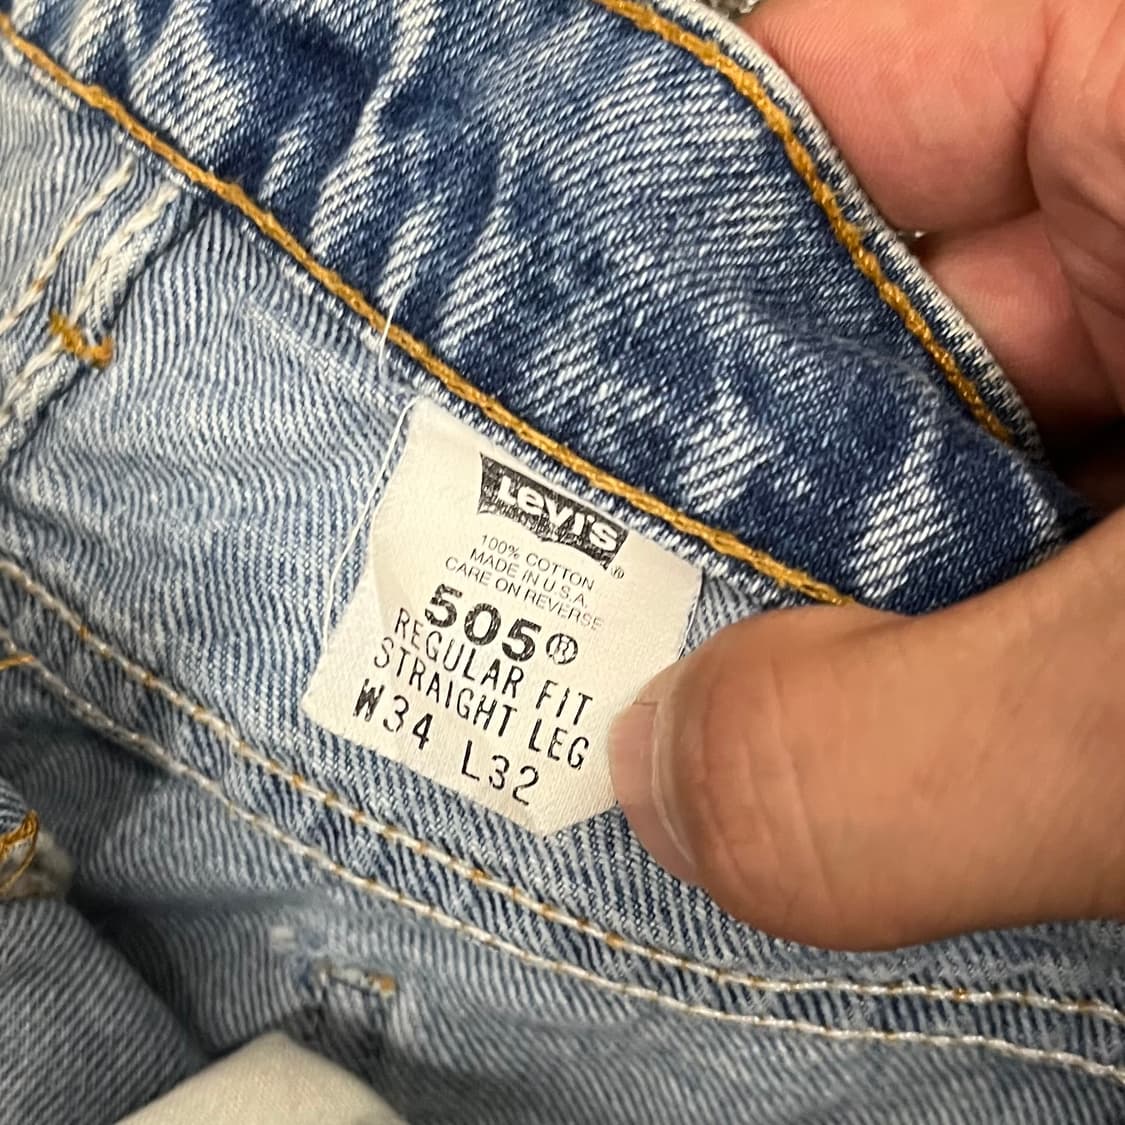 Levi's®
100% COTTON
MADE IN U.S.A.
CARE ON REVERSE
505®
REGULAR FIT
STRAIGHT LEG
W34 L32